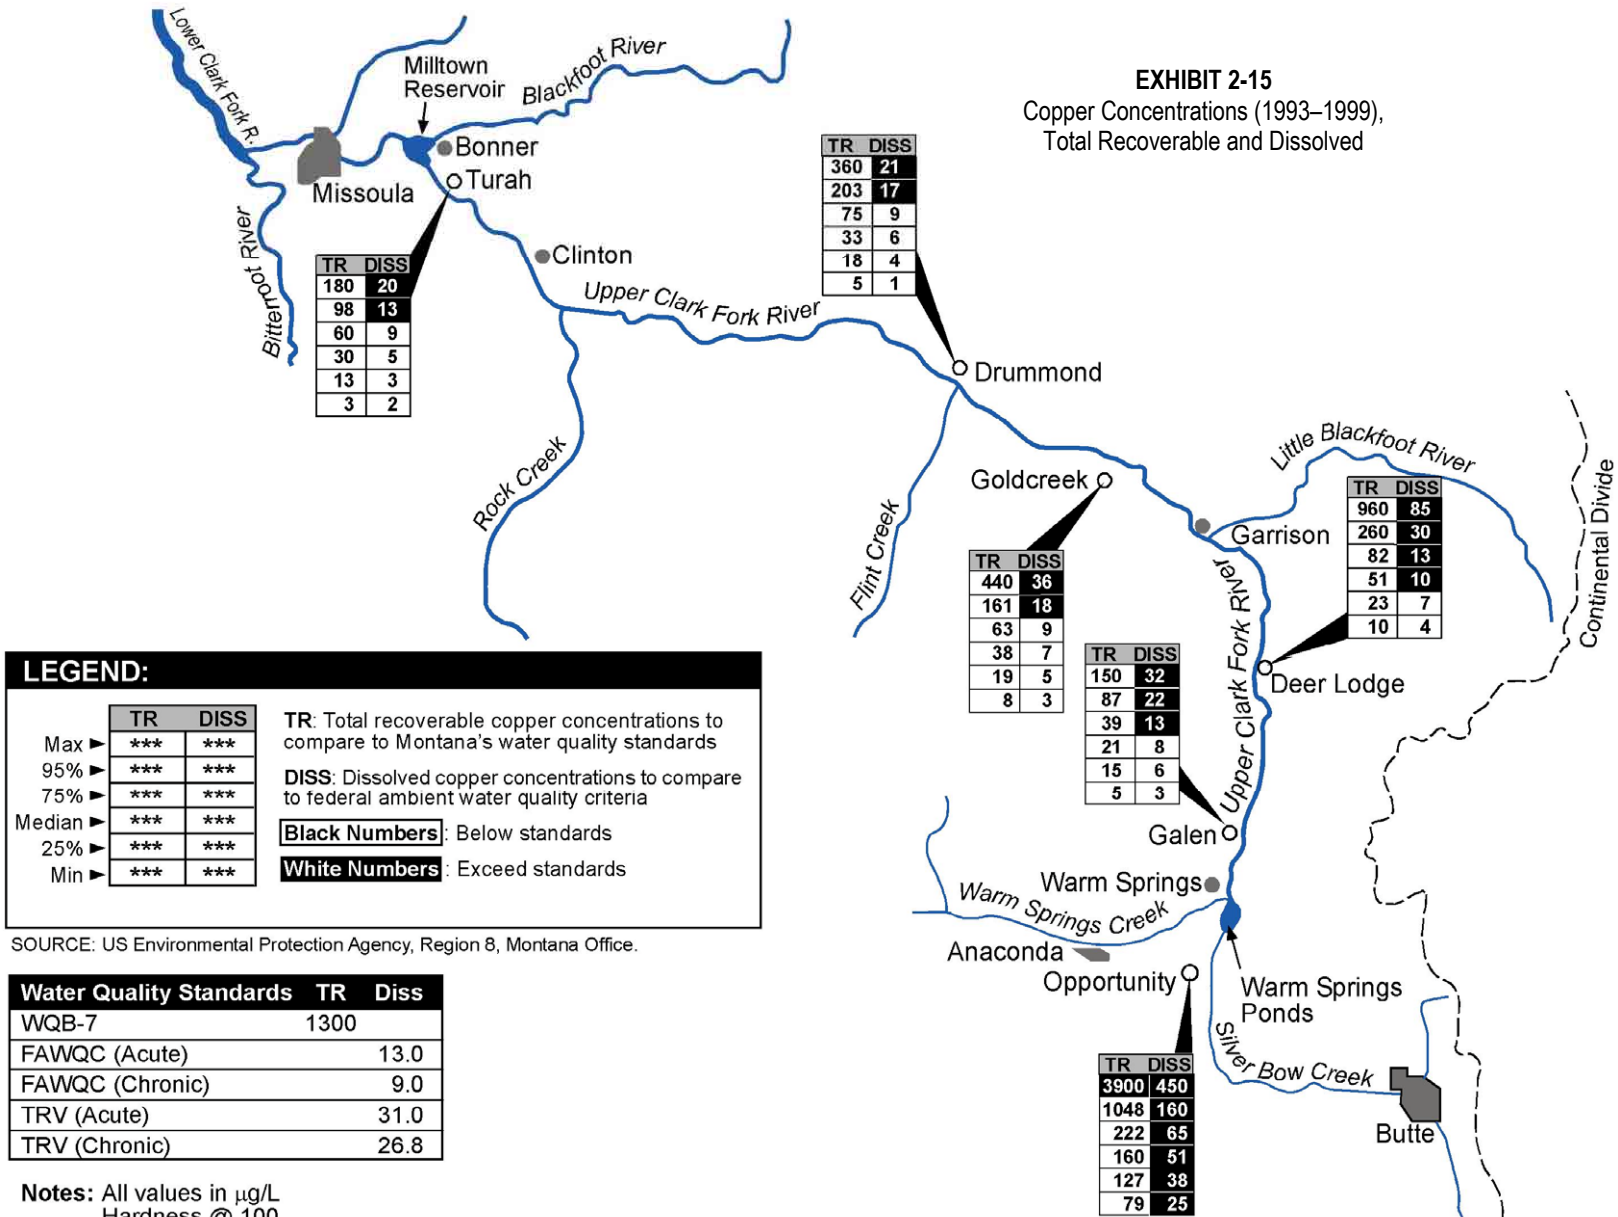 EXHIBIT 2-15
Copper Concentrations (1993–1999),
Total Recoverable and Dissolved
Lower Clark Fork R.
Milltown
Reservoir
Blackfoot River
Bonner
Turah
Missoula
Bitterroot River
Clinton
Upper Clark Fork River
TR DISS
180 20
98 13
60 9
30 5
13 3
3 2
TR DISS
360 21
203 17
75 9
33 6
18 4
5 1
Drummond
Rock Creek
Flint Creek
Goldcreek
TR DISS
440 36
161 18
63 9
38 7
19 5
8 3
Little Blackfoot River
Garrison
Continental Divide
TR DISS
960 85
260 30
82 13
51 10
23 7
10 4
Deer Lodge
Upper Clark Fork River
TR DISS
150 32
87 22
39 13
21 8
15 6
5 3
Galen
Warm Springs
Warm Springs Creek
Anaconda
Opportunity
Warm Springs
Ponds
Silver Bow Creek
Butte
TR DISS
3900 450
1048 160
222 65
160 51
127 38
79 25
LEGEND:
TR DISS
Max *** ***
95% *** ***
75% *** ***
Median *** ***
25% *** ***
Min *** ***
TR: Total recoverable copper concentrations to
compare to Montana's water quality standards
DISS: Dissolved copper concentrations to compare
to federal ambient water quality criteria
Black Numbers: Below standards
White Numbers: Exceed standards
SOURCE: US Environmental Protection Agency, Region 8, Montana Office.
Water Quality Standards TR Diss
WQB-7 1300
FAWQC (Acute) 13.0
FAWQC (Chronic) 9.0
TRV (Acute) 31.0
TRV (Chronic) 26.8
Notes: All values in µg/L
Hardness @ 100